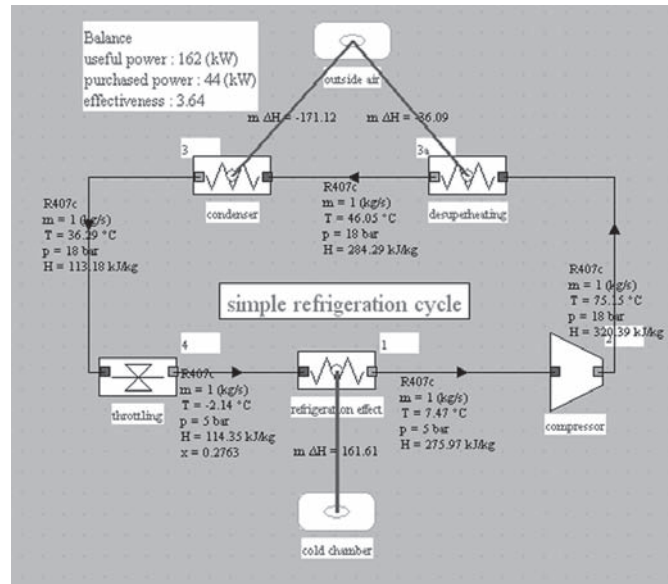 Balance
useful power : 162 (kW)
purchased power : 44 (kW)
effectiveness : 3.64
outside air
m ΔH = -171.12
m ΔH = -36.09
3
3a
condenser
desuperheating
R407c
m = 1 (kg/s)
T = 36.29 °C
p = 18 bar
H = 113.18 kJ/kg
R407c
m = 1 (kg/s)
T = 46.05 °C
p = 18 bar
H = 284.29 kJ/kg
R407c
m = 1 (kg/s)
T = 75.15 °C
p = 18 bar
H = 320.39 kJ/kg
simple refrigeration cycle
4
1
2
throttling
refrigeration effect
compressor
R407c
m = 1 (kg/s)
T = -2.14 °C
p = 5 bar
H = 114.35 kJ/kg
x = 0.2763
R407c
m = 1 (kg/s)
T = 7.47 °C
p = 5 bar
H = 275.97 kJ/kg
m ΔH = 161.61
cold chamber